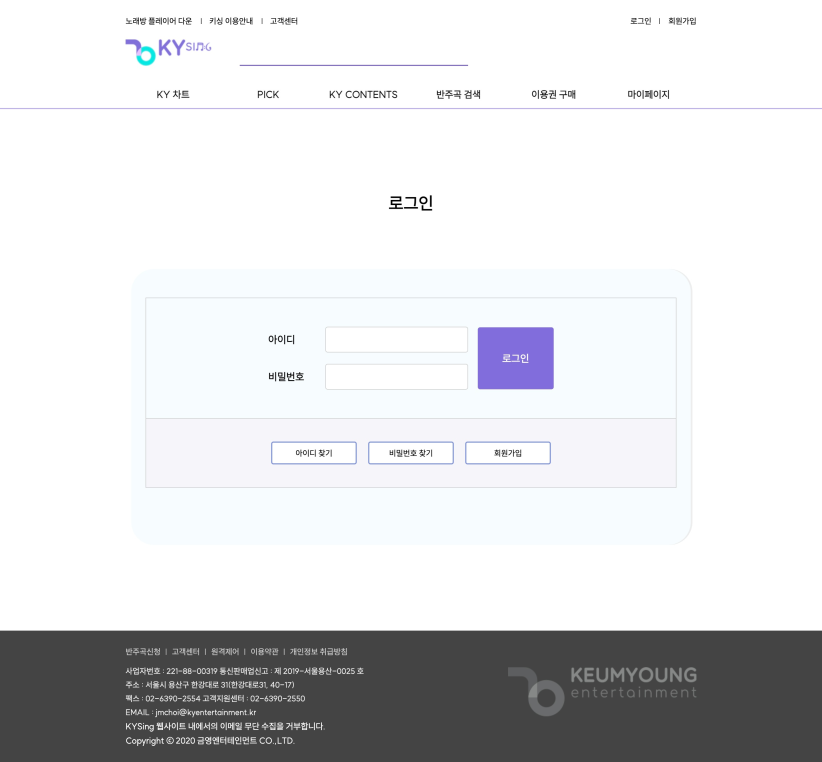 노래방 플레이어 다운 | 키싱 이용안내 | 고객센터
로그인 | 회원가입
KY SING
KY 차트 PICK KY CONTENTS 반주곡 검색 이용권 구매 마이페이지
로그인
아이디
비밀번호
로그인
아이디 찾기 비밀번호 찾기 회원가입
반주곡신청 | 고객센터 | 원격제어 | 이용약관 | 개인정보 취급방침
사업자번호 : 221-88-00319 통신판매업신고 : 제 2019-서울용산-0025 호
주소 : 서울시 용산구 한강대로 31(한강대로31, 40-17)
팩스 : 02-6390-2554 고객지원센터 : 02-6390-2550
EMAIL : jmchoi@kyentertainment.kr
KYSing 웹사이트 내에서의 이메일 무단 수집을 거부합니다.
Copyright © 2020 금영엔터테인먼트 CO.,LTD.
KEUMYOUNG
entertainment